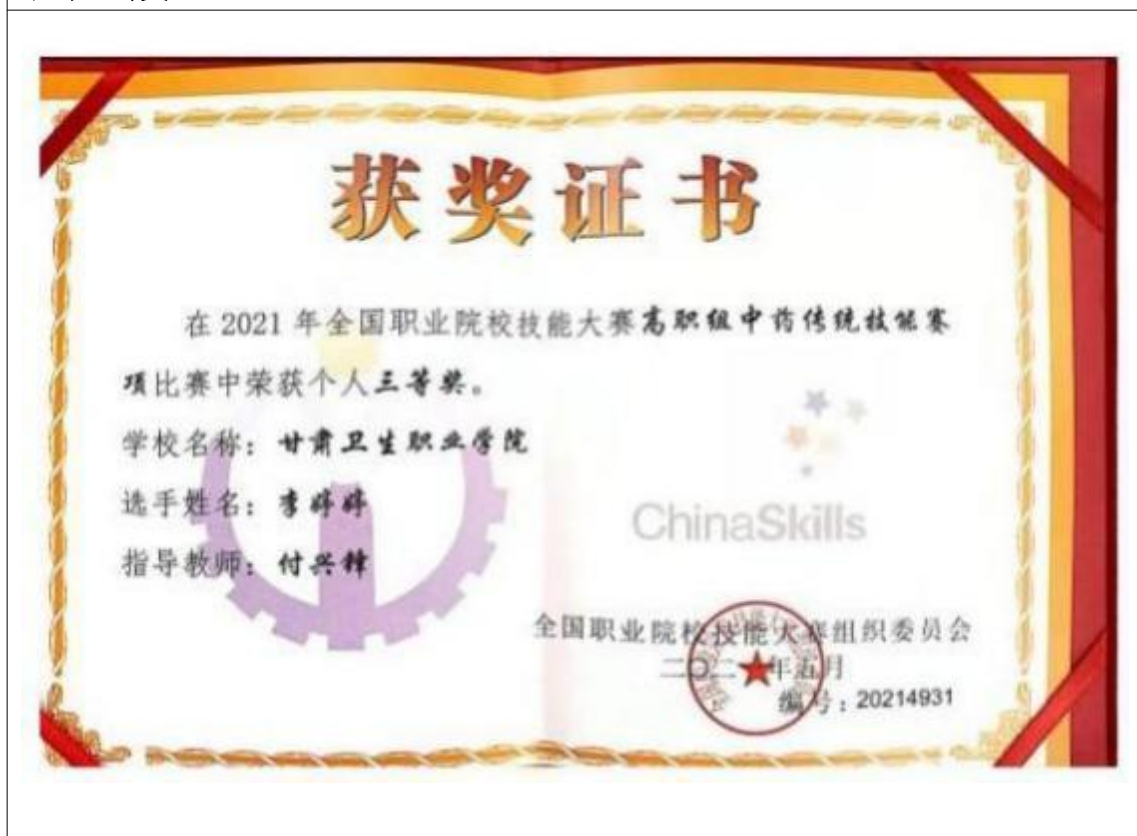 获奖证书
在 2021 年全国职业院校技能大赛高职组中药传统技能赛
项比赛中荣获个人三等奖。
学校名称：甘肃卫生职业学院
选手姓名：李婷婷
指导教师：付兴锋
ChinaSkills
全国职业院校技能大赛组织委员会
二〇二一年五月
编号：20214931